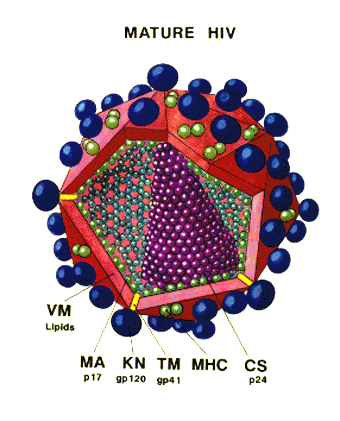 MATURE HIV
VM
Lipids
MA KN TM MHC CS
p17 gp120 gp41 p24